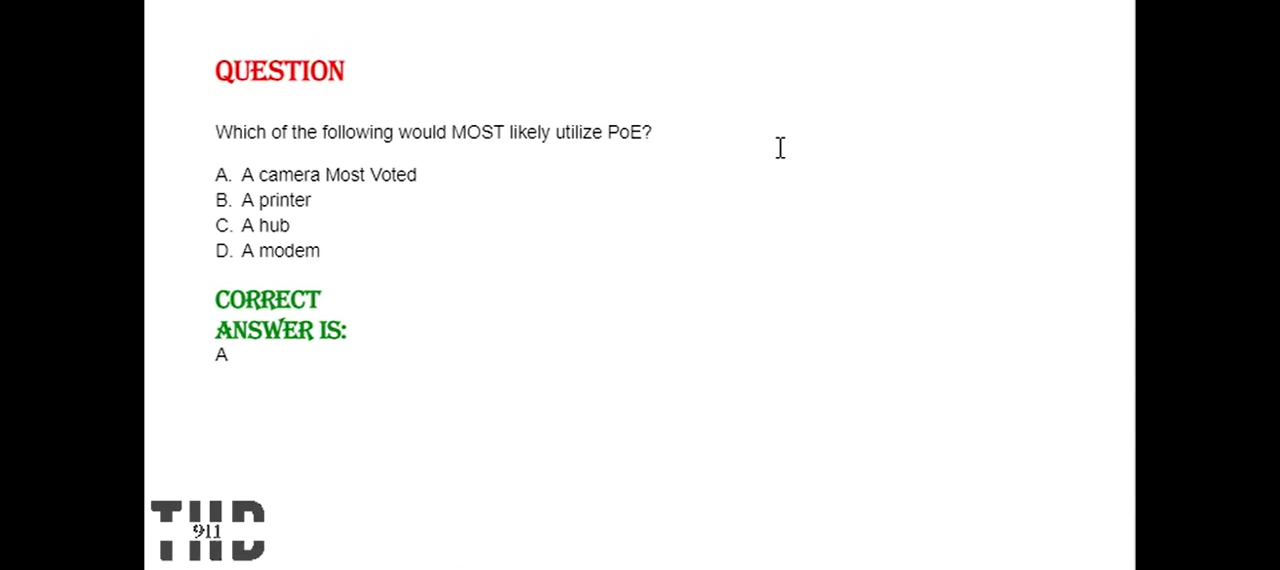 QUESTION
Which of the following would MOST likely utilize PoE?
A. A camera Most Voted
B. A printer
C. A hub
D. A modem
CORRECT
ANSWER IS:
A
THD
911